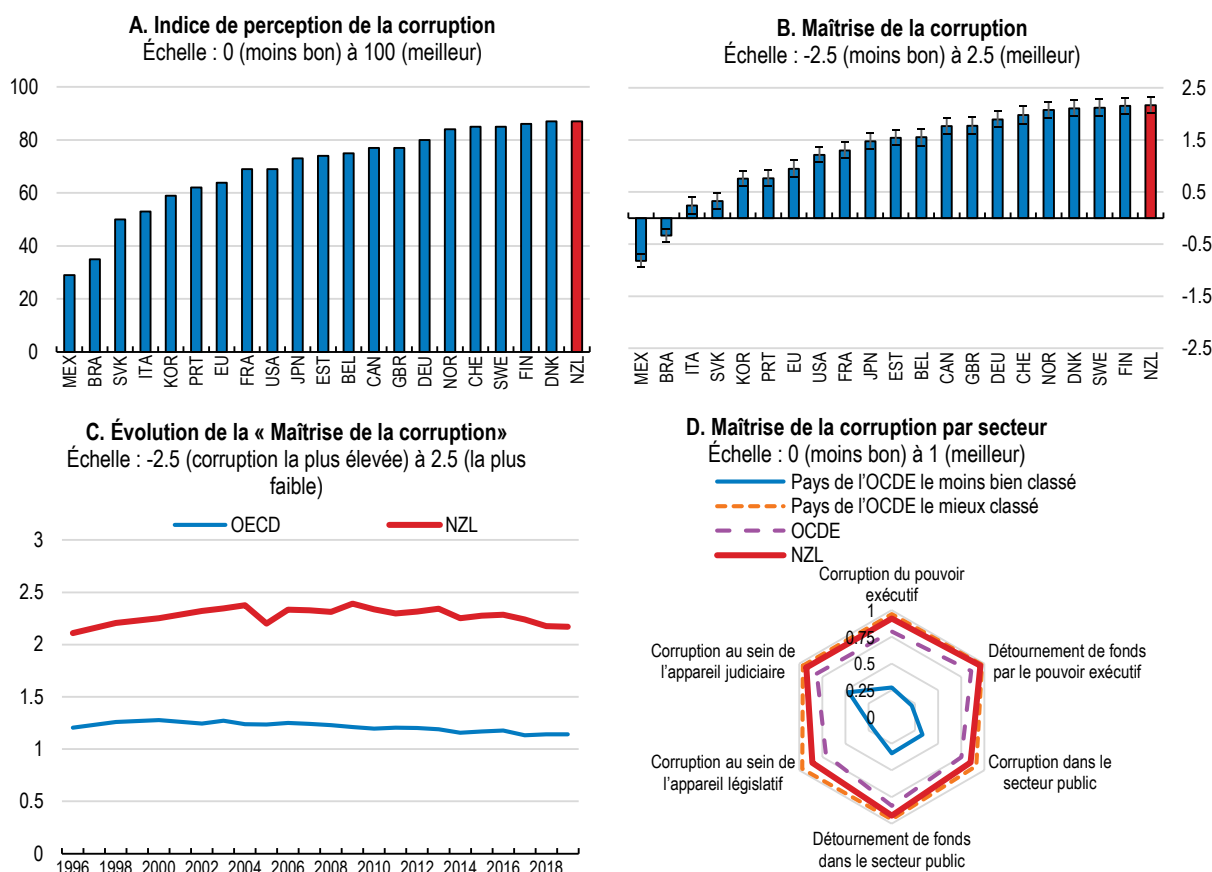 A. Indice de perception de la corruption
Échelle : 0 (moins bon) à 100 (meilleur)
100
80
60
40
20
0
MEX BRA SVK ITA KOR PRT EU FRA USA JPN EST BEL CAN GBR DEU NOR CHE SWE FIN DNK NZL
B. Maîtrise de la corruption
Échelle : -2.5 (moins bon) à 2.5 (meilleur)
2.5
1.5
0.5
-0.5
-1.5
-2.5
MEX BRA ITA SVK KOR PRT EU USA FRA JPN EST BEL CAN GBR DEU CHE NOR DNK SWE FIN NZL
C. Évolution de la « Maîtrise de la corruption»
Échelle : -2.5 (corruption la plus élevée) à 2.5 (la plus
faible)
OECD NZL
3
2.5
2
1.5
1
0.5
0
1996 1998 2000 2002 2004 2006 2008 2010 2012 2014 2016 2018
D. Maîtrise de la corruption par secteur
Échelle : 0 (moins bon) à 1 (meilleur)
Pays de l'OCDE le moins bien classé
Pays de l'OCDE le mieux classé
OCDE
NZL
Corruption du pouvoir
exécutif
1
0.75
0.5
0.25
0
Détournement de fonds
par le pouvoir exécutif
Corruption dans le
secteur public
Détournement de fonds
dans le secteur public
Corruption au sein de
l'appareil législatif
Corruption au sein de
l'appareil judiciaire